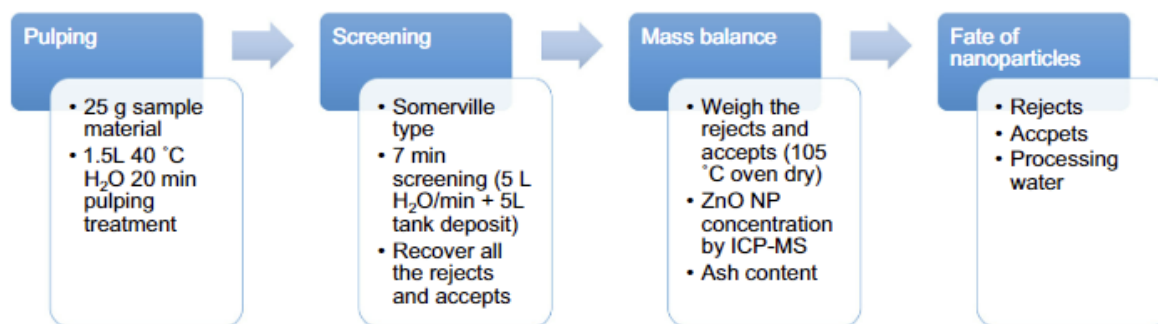 Pulping
• 25 g sample
material
• 1.5L 40 ˚C
H₂O 20 min
pulping
treatment
Screening
• Somerville
type
• 7 min
screening (5 L
H₂O/min + 5L
tank deposit)
• Recover all
the rejects
and accepts
Mass balance
• Weigh the
rejects and
accepts (105
˚C oven dry)
• ZnO NP
concentration
by ICP-MS
• Ash content
Fate of
nanoparticles
• Rejects
• Accpets
• Processing
water